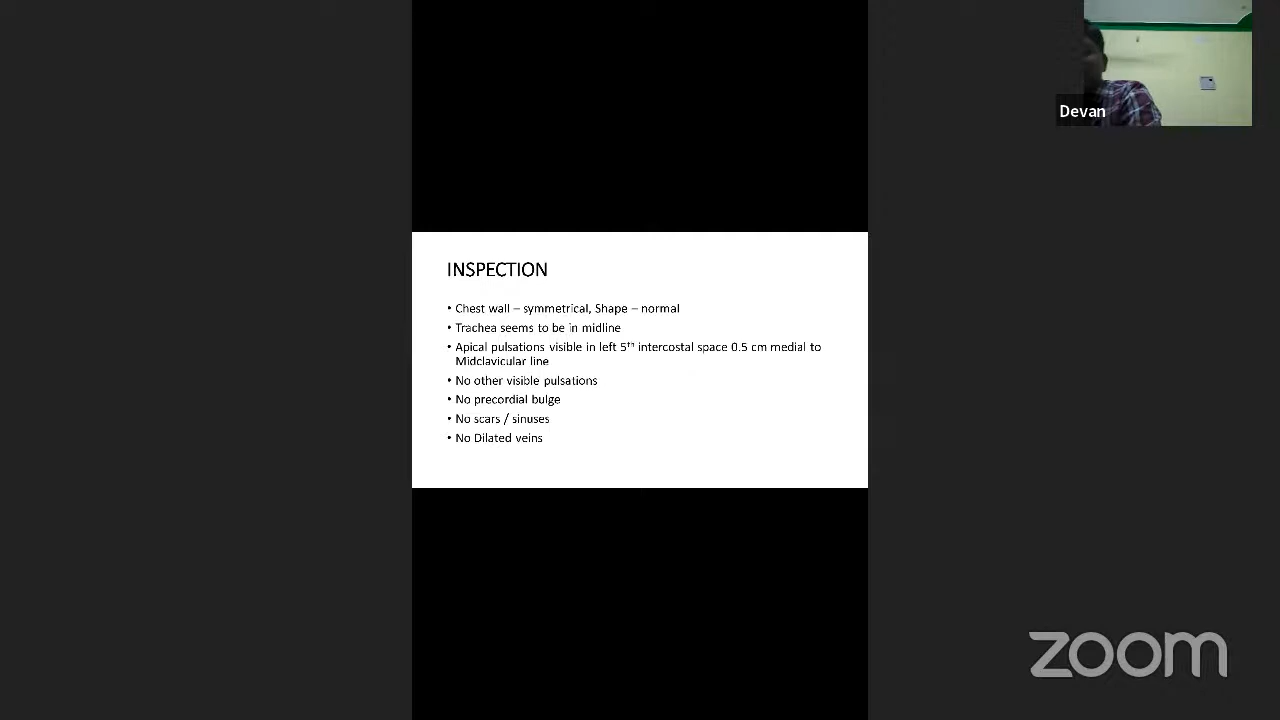 Devan
INSPECTION
• Chest wall – symmetrical, Shape – normal
• Trachea seems to be in midline
• Apical pulsations visible in left 5th intercostal space 0.5 cm medial to
Midclavicular line
• No other visible pulsations
• No precordial bulge
• No scars / sinuses
• No Dilated veins
zoom